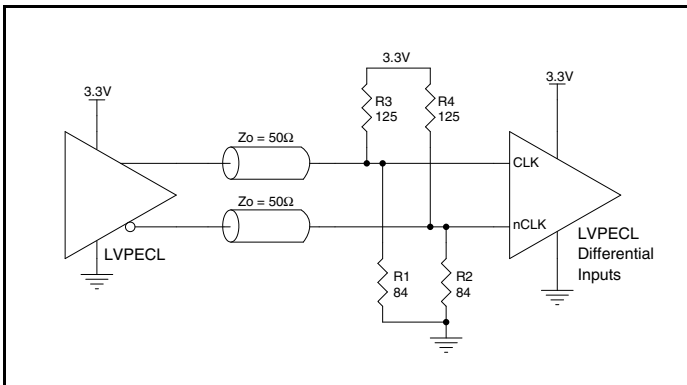 3.3V
3.3V
3.3V
R3
125
R4
125
Zo = 50Ω
CLK
Zo = 50Ω
nCLK
LVPECL
LVPECL
Differential
Inputs
R1
84
R2
84